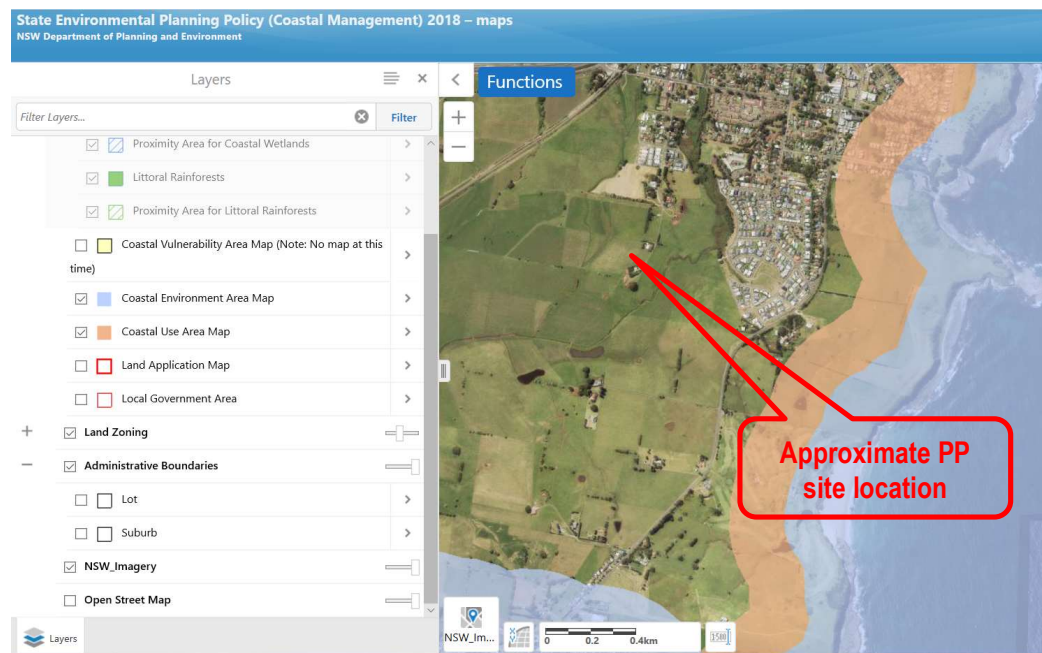 State Environmental Planning Policy (Coastal Management) 2018 – maps
NSW Department of Planning and Environment
Layers
Functions
Filter Layers...
Filter
Proximity Area for Coastal Wetlands
Littoral Rainforests
Proximity Area for Littoral Rainforests
Coastal Vulnerability Area Map (Note: No map at this
time)
Coastal Environment Area Map
Coastal Use Area Map
Land Application Map
Local Government Area
Land Zoning
Administrative Boundaries
Lot
Suburb
NSW_Imagery
Open Street Map
Layers
Approximate PP
site location
NSW_Im...
0 0.2 0.4km